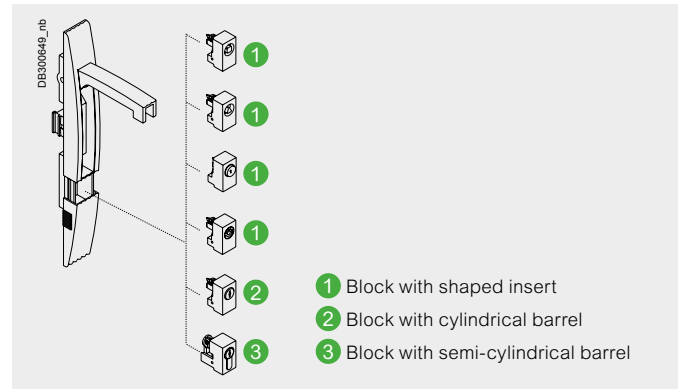 DB300649_nb
1
1
1
1
2
3
1 Block with shaped insert
2 Block with cylindrical barrel
3 Block with semi-cylindrical barrel